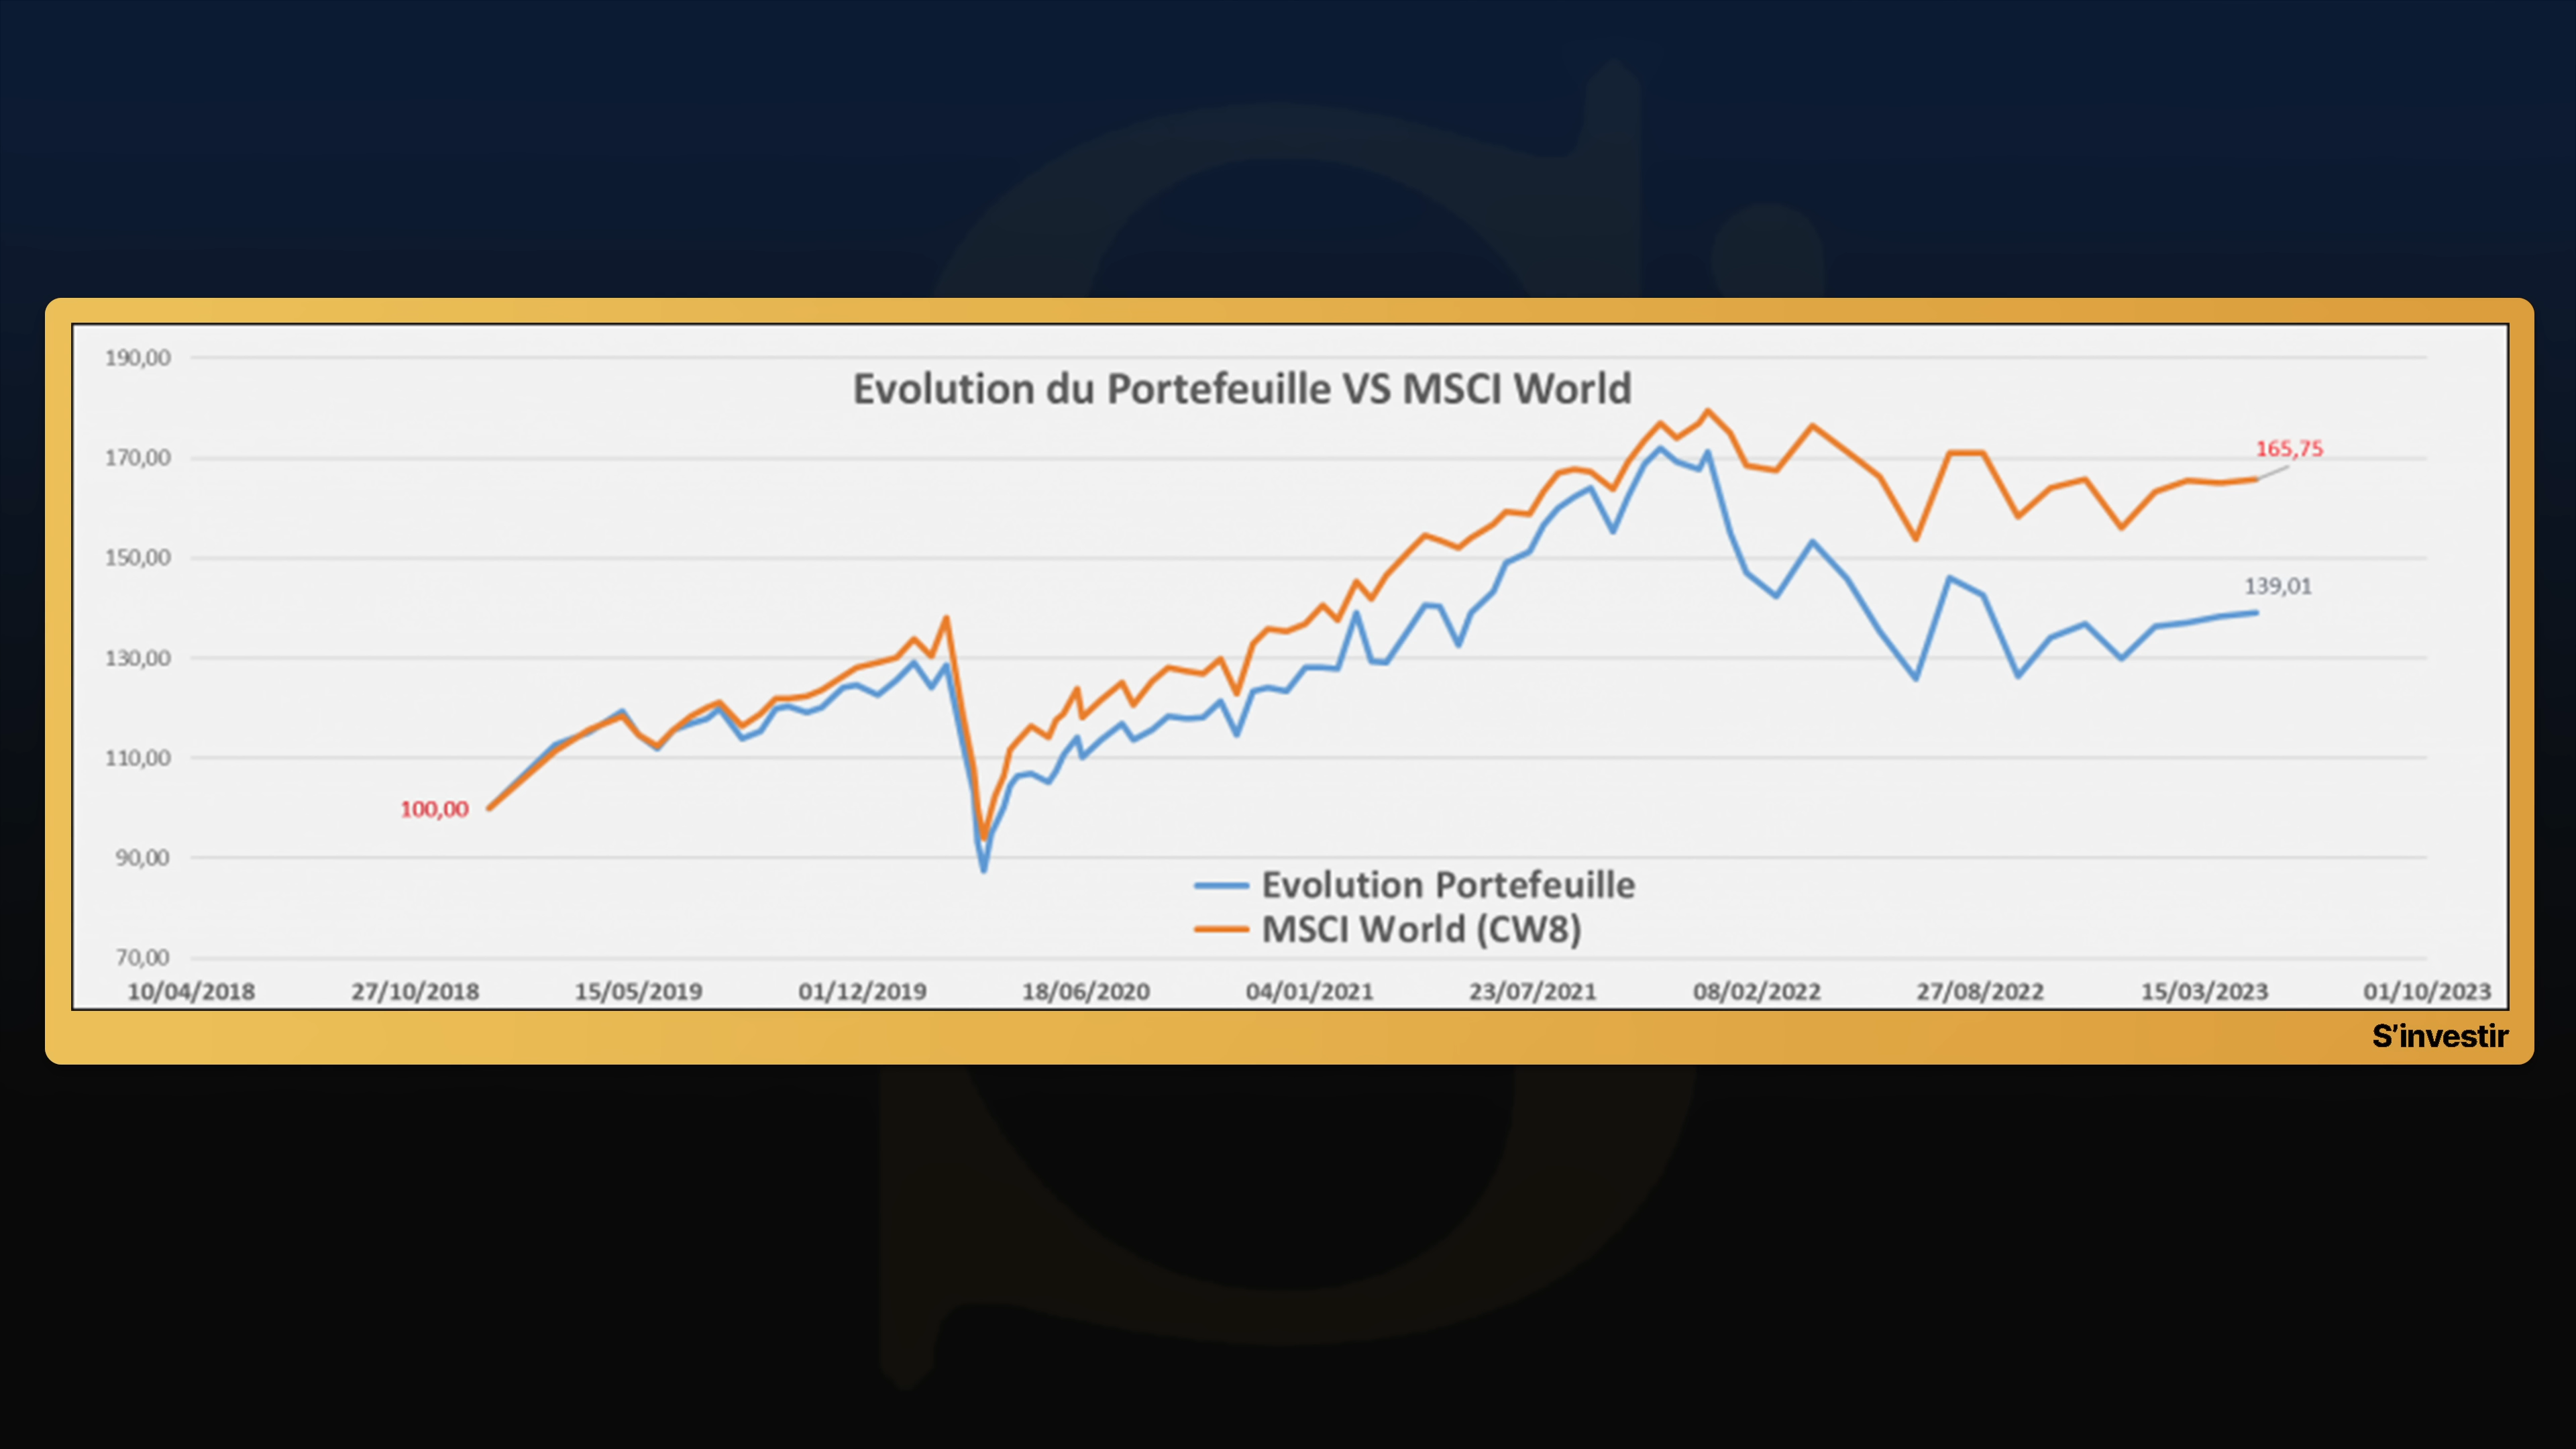 Evolution du Portefeuille VS MSCI World
190,00
170,00
150,00
130,00
110,00
90,00
70,00
100,00
165,75
139,01
Evolution Portefeuille
MSCI World (CW8)
10/04/2018 27/10/2018 15/05/2019 01/12/2019 18/06/2020 04/01/2021 23/07/2021 08/02/2022 27/08/2022 15/03/2023 01/10/2023
S'investir